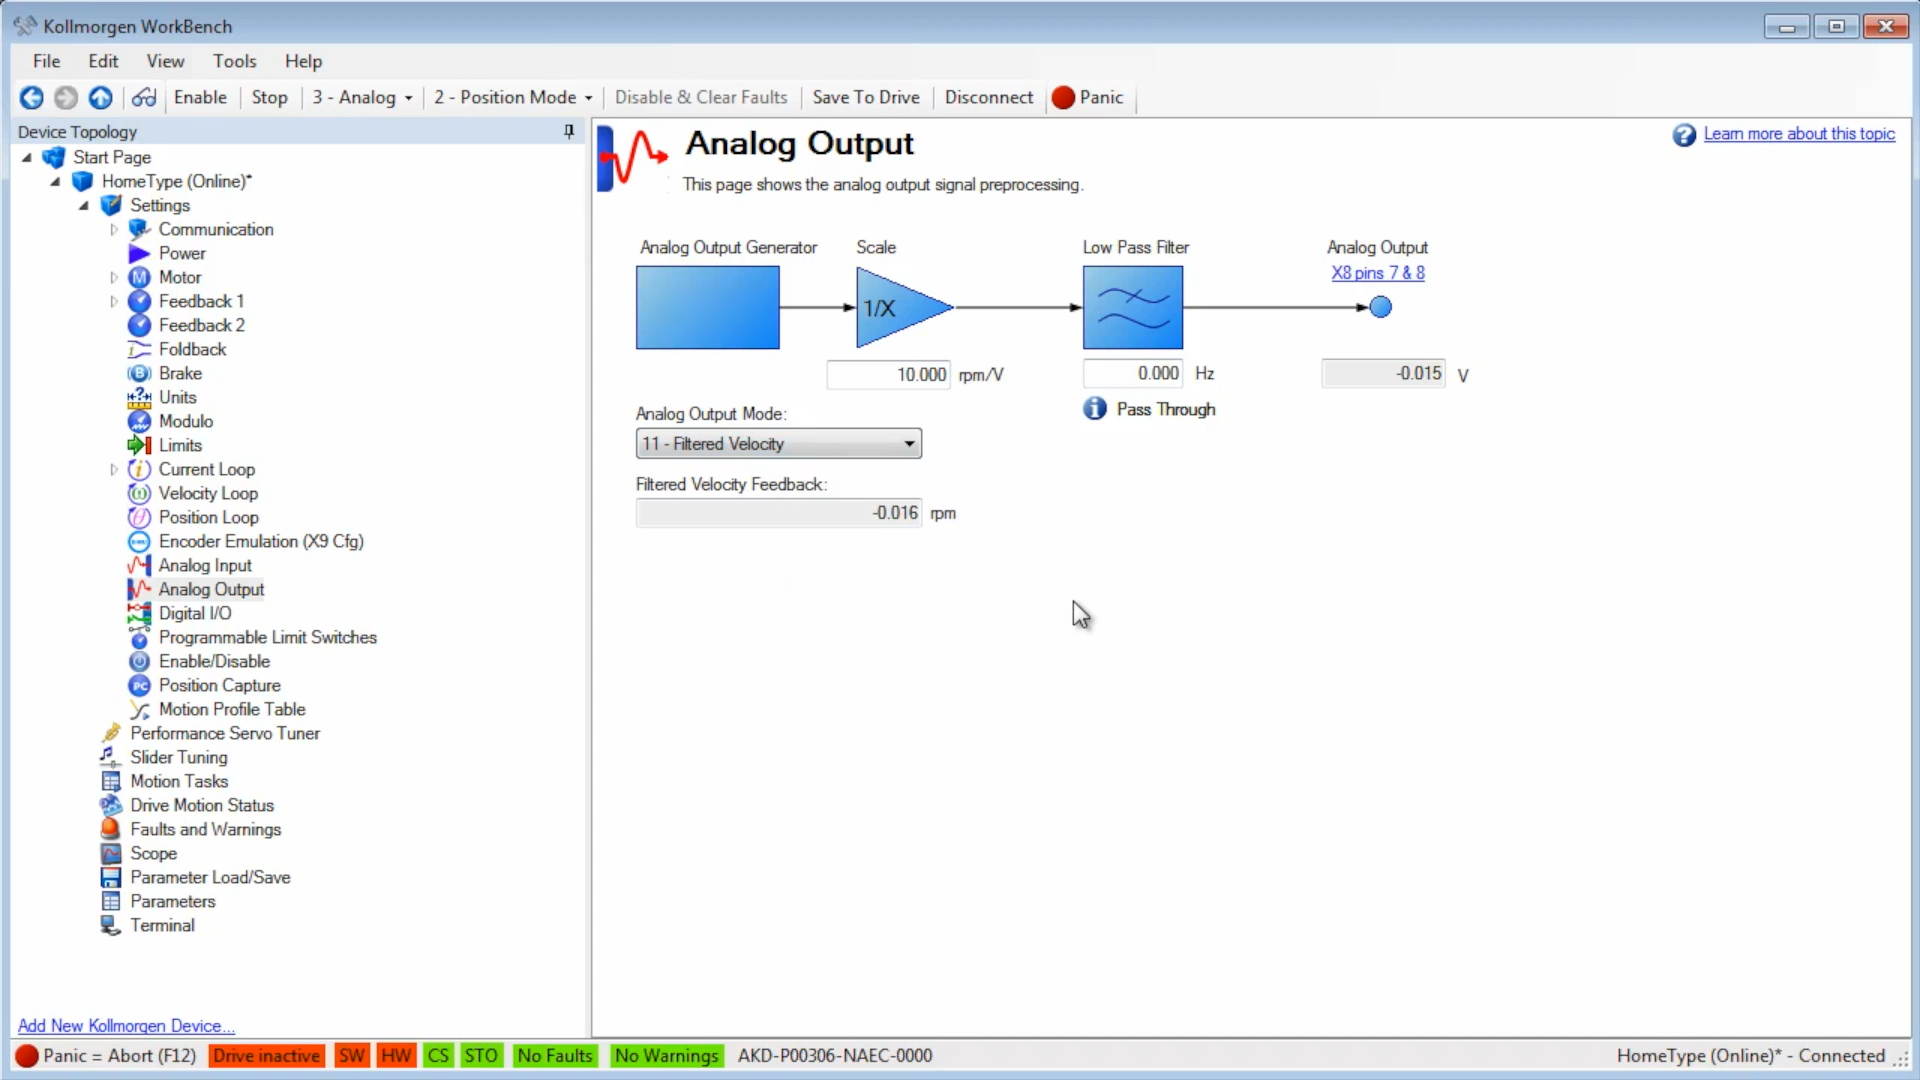 Kollmorgen WorkBench
File Edit View Tools Help
Enable Stop 3 - Analog 2 - Position Mode Disable & Clear Faults Save To Drive Disconnect Panic
Device Topology
Start Page
HomeType (Online)*
Settings
Communication
Power
Motor
Feedback 1
Feedback 2
Foldback
Brake
Units
Modulo
Limits
Current Loop
Velocity Loop
Position Loop
Encoder Emulation (X9 Cfg)
Analog Input
Analog Output
Digital I/O
Programmable Limit Switches
Enable/Disable
Position Capture
Motion Profile Table
Performance Servo Tuner
Slider Tuning
Motion Tasks
Drive Motion Status
Faults and Warnings
Scope
Parameter Load/Save
Parameters
Terminal
Add New Kollmorgen Device...
Analog Output
Learn more about this topic
This page shows the analog output signal preprocessing.
Analog Output Generator Scale Low Pass Filter Analog Output
X8 pins 7 & 8
1/X
10.000 rpm/V 0.000 Hz -0.015 V
Pass Through
Analog Output Mode:
11 - Filtered Velocity
Filtered Velocity Feedback:
-0.016 rpm
Panic = Abort (F12) Drive inactive SW HW CS STO No Faults No Warnings AKD-P00306-NAEC-0000 HomeType (Online)* - Connected